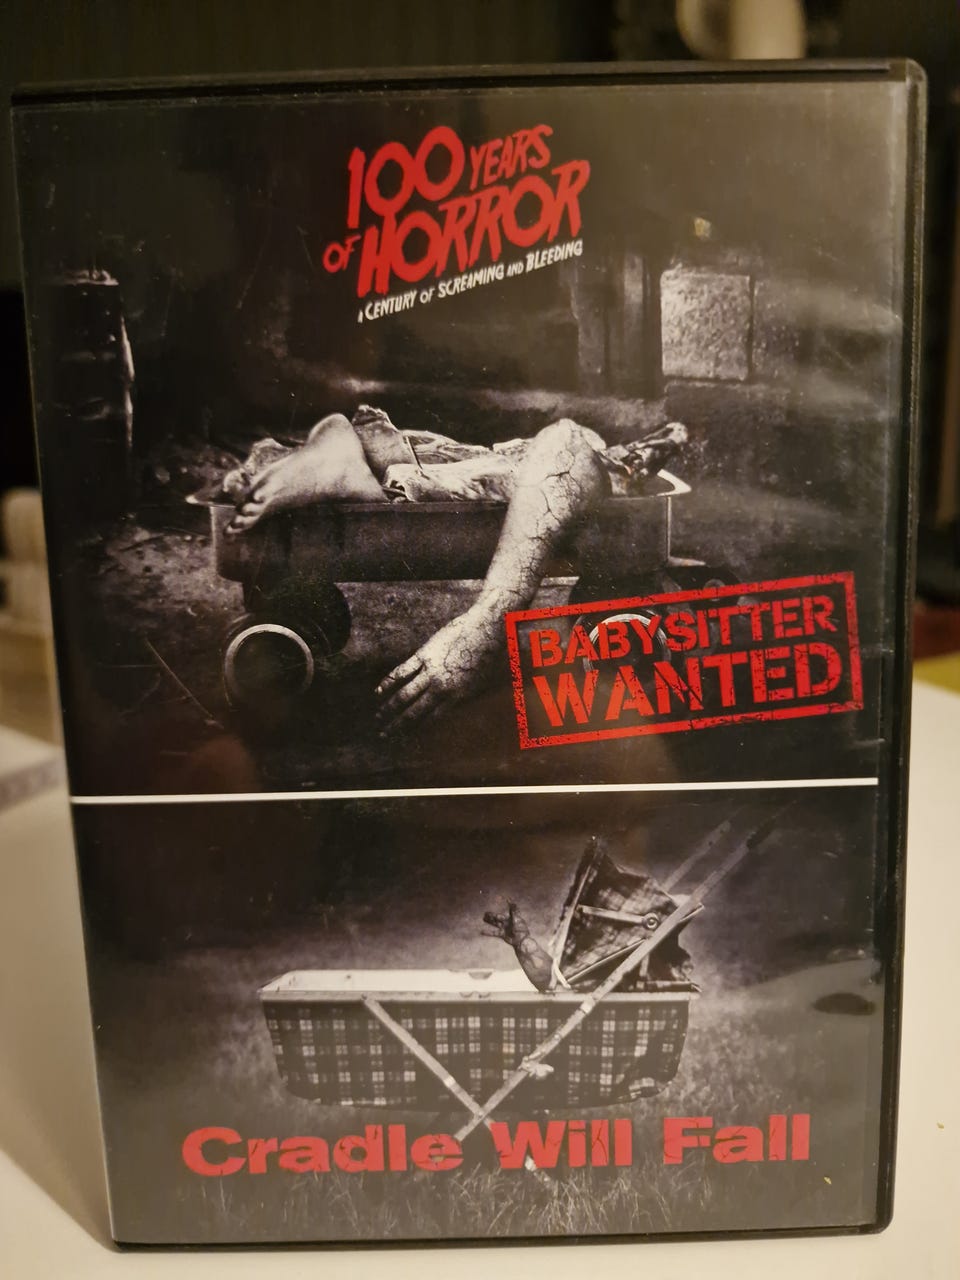 100 YEARS
OF HORROR
A CENTURY OF SCREAMING AND BLEEDING
BABYSITTER
WANTED
Cradle Will Fall